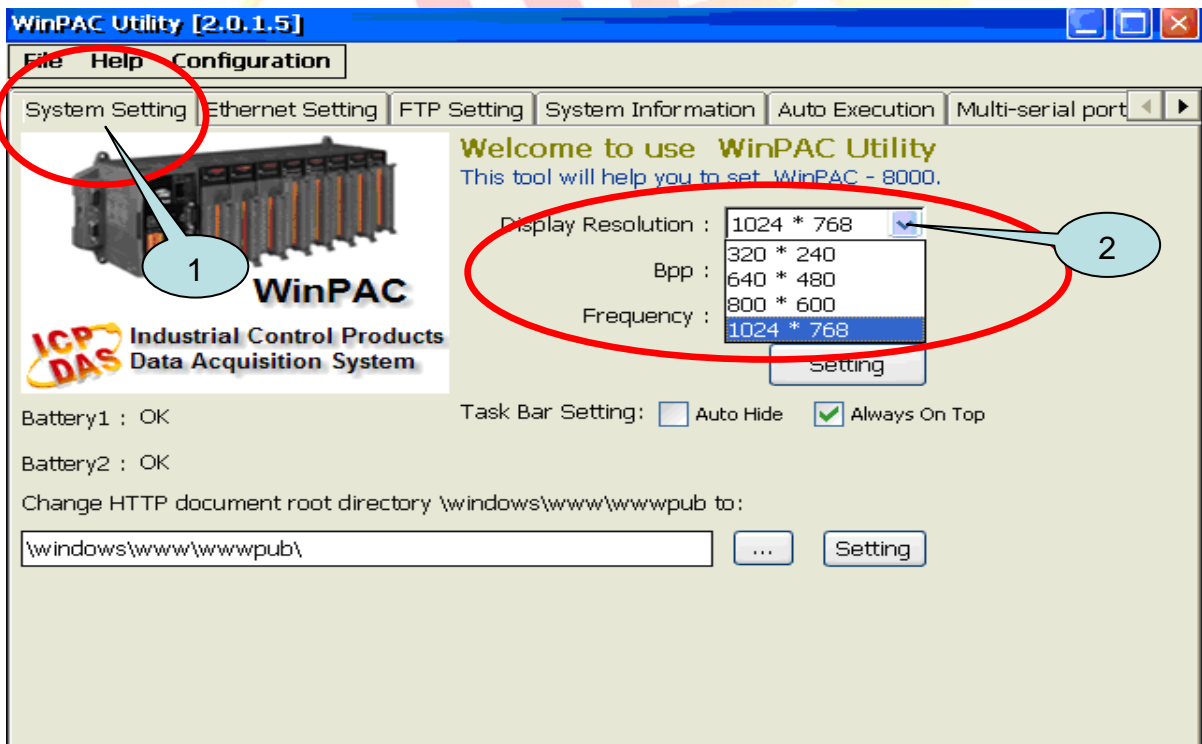 WinPAC Utility [2.0.1.5]
File Help Configuration
System Setting Ethernet Setting FTP Setting System Information Auto Execution Multi-serial port
Welcome to use WinPAC Utility
This tool will help you to set WinPAC - 8000.
Display Resolution : 1024 * 768
320 * 240
Bpp :
640 * 480
800 * 600
Frequency :
1024 * 768
Setting
1
2
WinPAC
ICP DAS
Industrial Control Products
Data Acquisition System
Battery1 : OK
Task Bar Setting: Auto Hide Always On Top
Battery2 : OK
Change HTTP document root directory \windows\www\wwwpub to:
\windows\www\wwwpub\ ... Setting